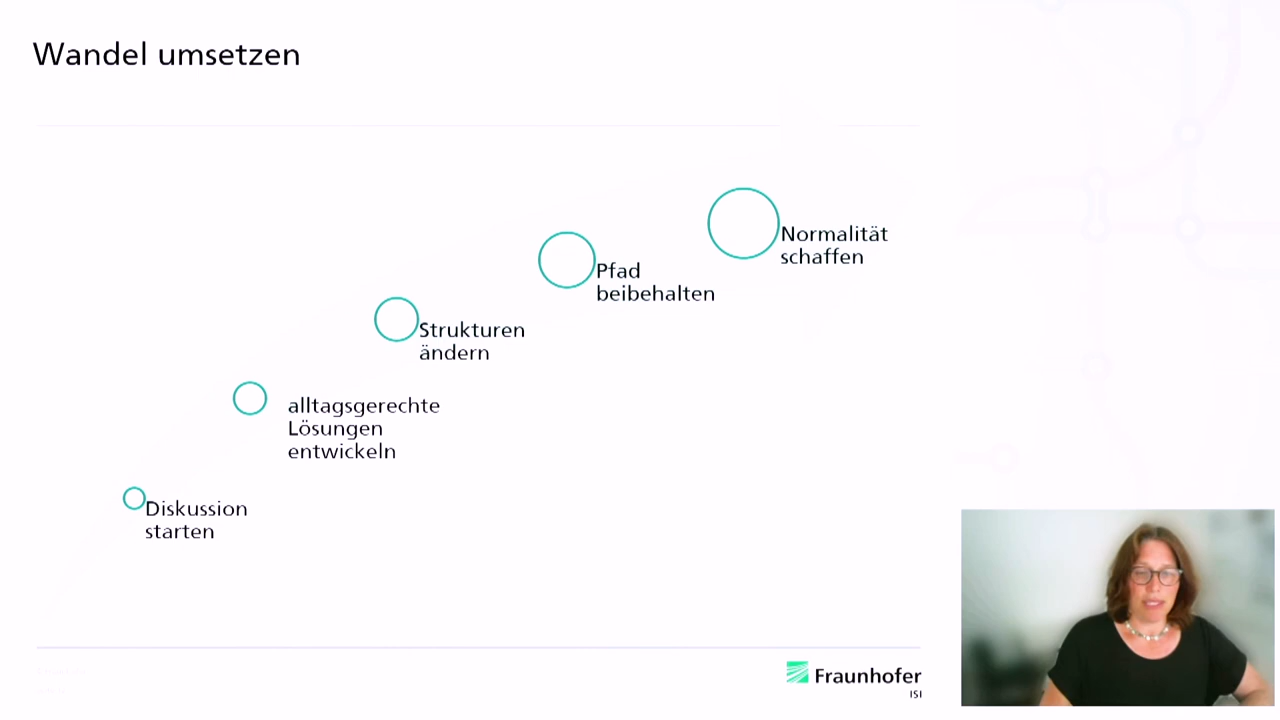 Wandel umsetzen
Normalität
schaffen
Pfad
beibehalten
Strukturen
ändern
alltagsgerechte
Lösungen
entwickeln
Diskussion
starten
Fraunhofer
ISI